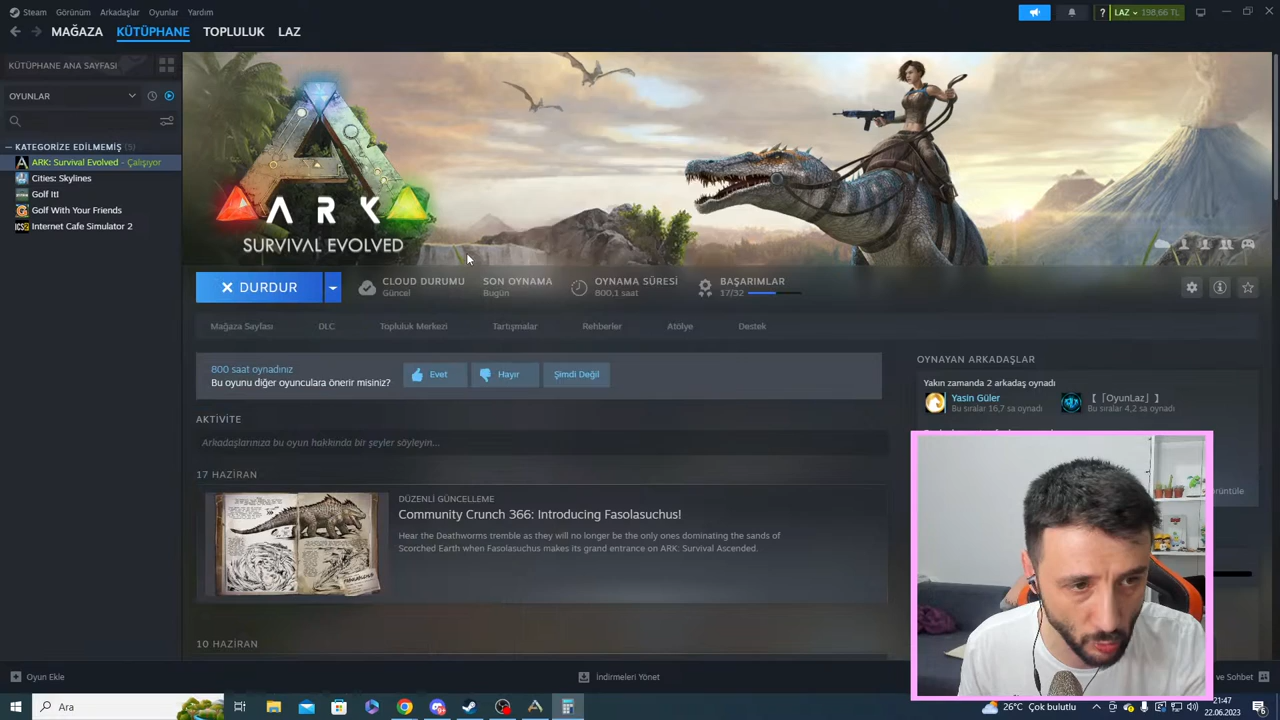 Steam Görünüm Arkadaşlar Oyunlar Yardım
LAZ 198,66 TL
MAĞAZA KÜTÜPHANE TOPLULUK LAZ
KÜTÜPHANE ANA SAYFASI
OYUNLAR
KATEGORİZE EDİLMEMİŞ (5)
ARK: Survival Evolved - Çalışıyor
Cities: Skylines
Golf It!
Golf With Your Friends
Internet Cafe Simulator 2
ARK
SURVIVAL EVOLVED
DURDUR
CLOUD DURUMU
Güncel
SON OYNAMA
Bugün
OYNAMA SÜRESİ
800,1 saat
BAŞARIMLAR
17/32
Mağaza Sayfası DLC Topluluk Merkezi Tartışmalar Rehberler Atölye Destek
800 saat oynadınız
Bu oyunu diğer oyunculara önerir misiniz?
Evet Hayır Şimdi Değil
AKTİVİTE
Arkadaşlarınıza bu oyun hakkında bir şeyler söyleyin...
17 HAZİRAN
DÜZENLİ GÜNCELLEME
Community Crunch 366: Introducing Fasolasuchus!
Hear the Deathworms tremble as they will no longer be the only ones dominating the sands of
Scorched Earth when Fasolasuchus makes its grand entrance on ARK: Survival Ascended.
10 HAZİRAN
OYNAYAN ARKADAŞLAR
Yakın zamanda 2 arkadaş oynadı
Yasin Güler
Bu sıralar 16,7 sa oynadı
【「OyunLaz」】
Bu sıralar 4,2 sa oynadı
Oyun Ekle
İndirmeleri Yönet
ve Sohbet
Ara
26°C Çok bulutlu
21:47
22.06.2023
6